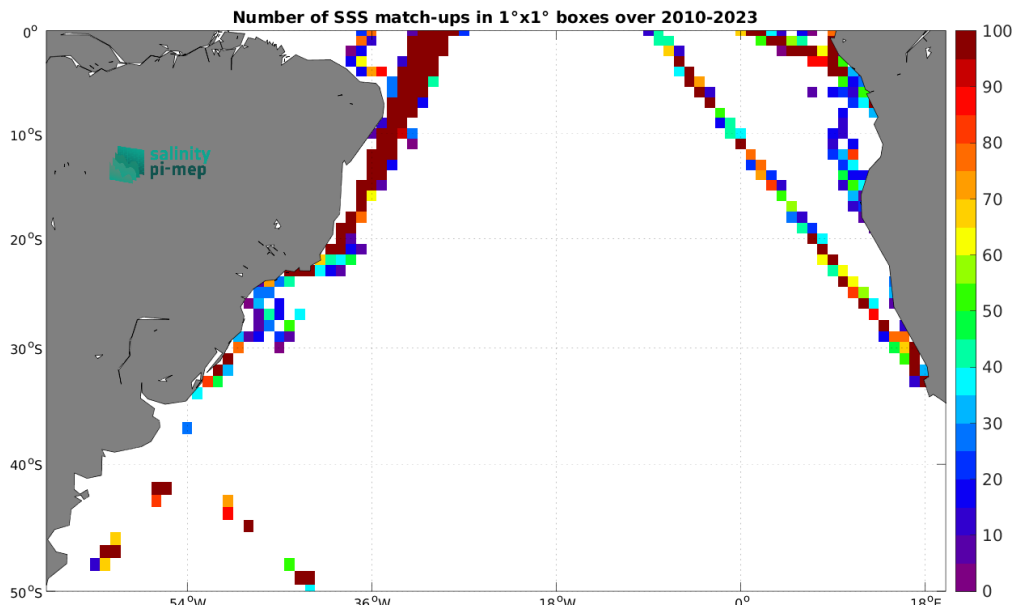 Number of SSS match-ups in 1°x1° boxes over 2010-2023
0°
10°S
20°S
30°S
40°S
50°S
54°W
36°W
18°W
0°
18°E
salinity
pi-mep
100
90
80
70
60
50
40
30
20
10
0